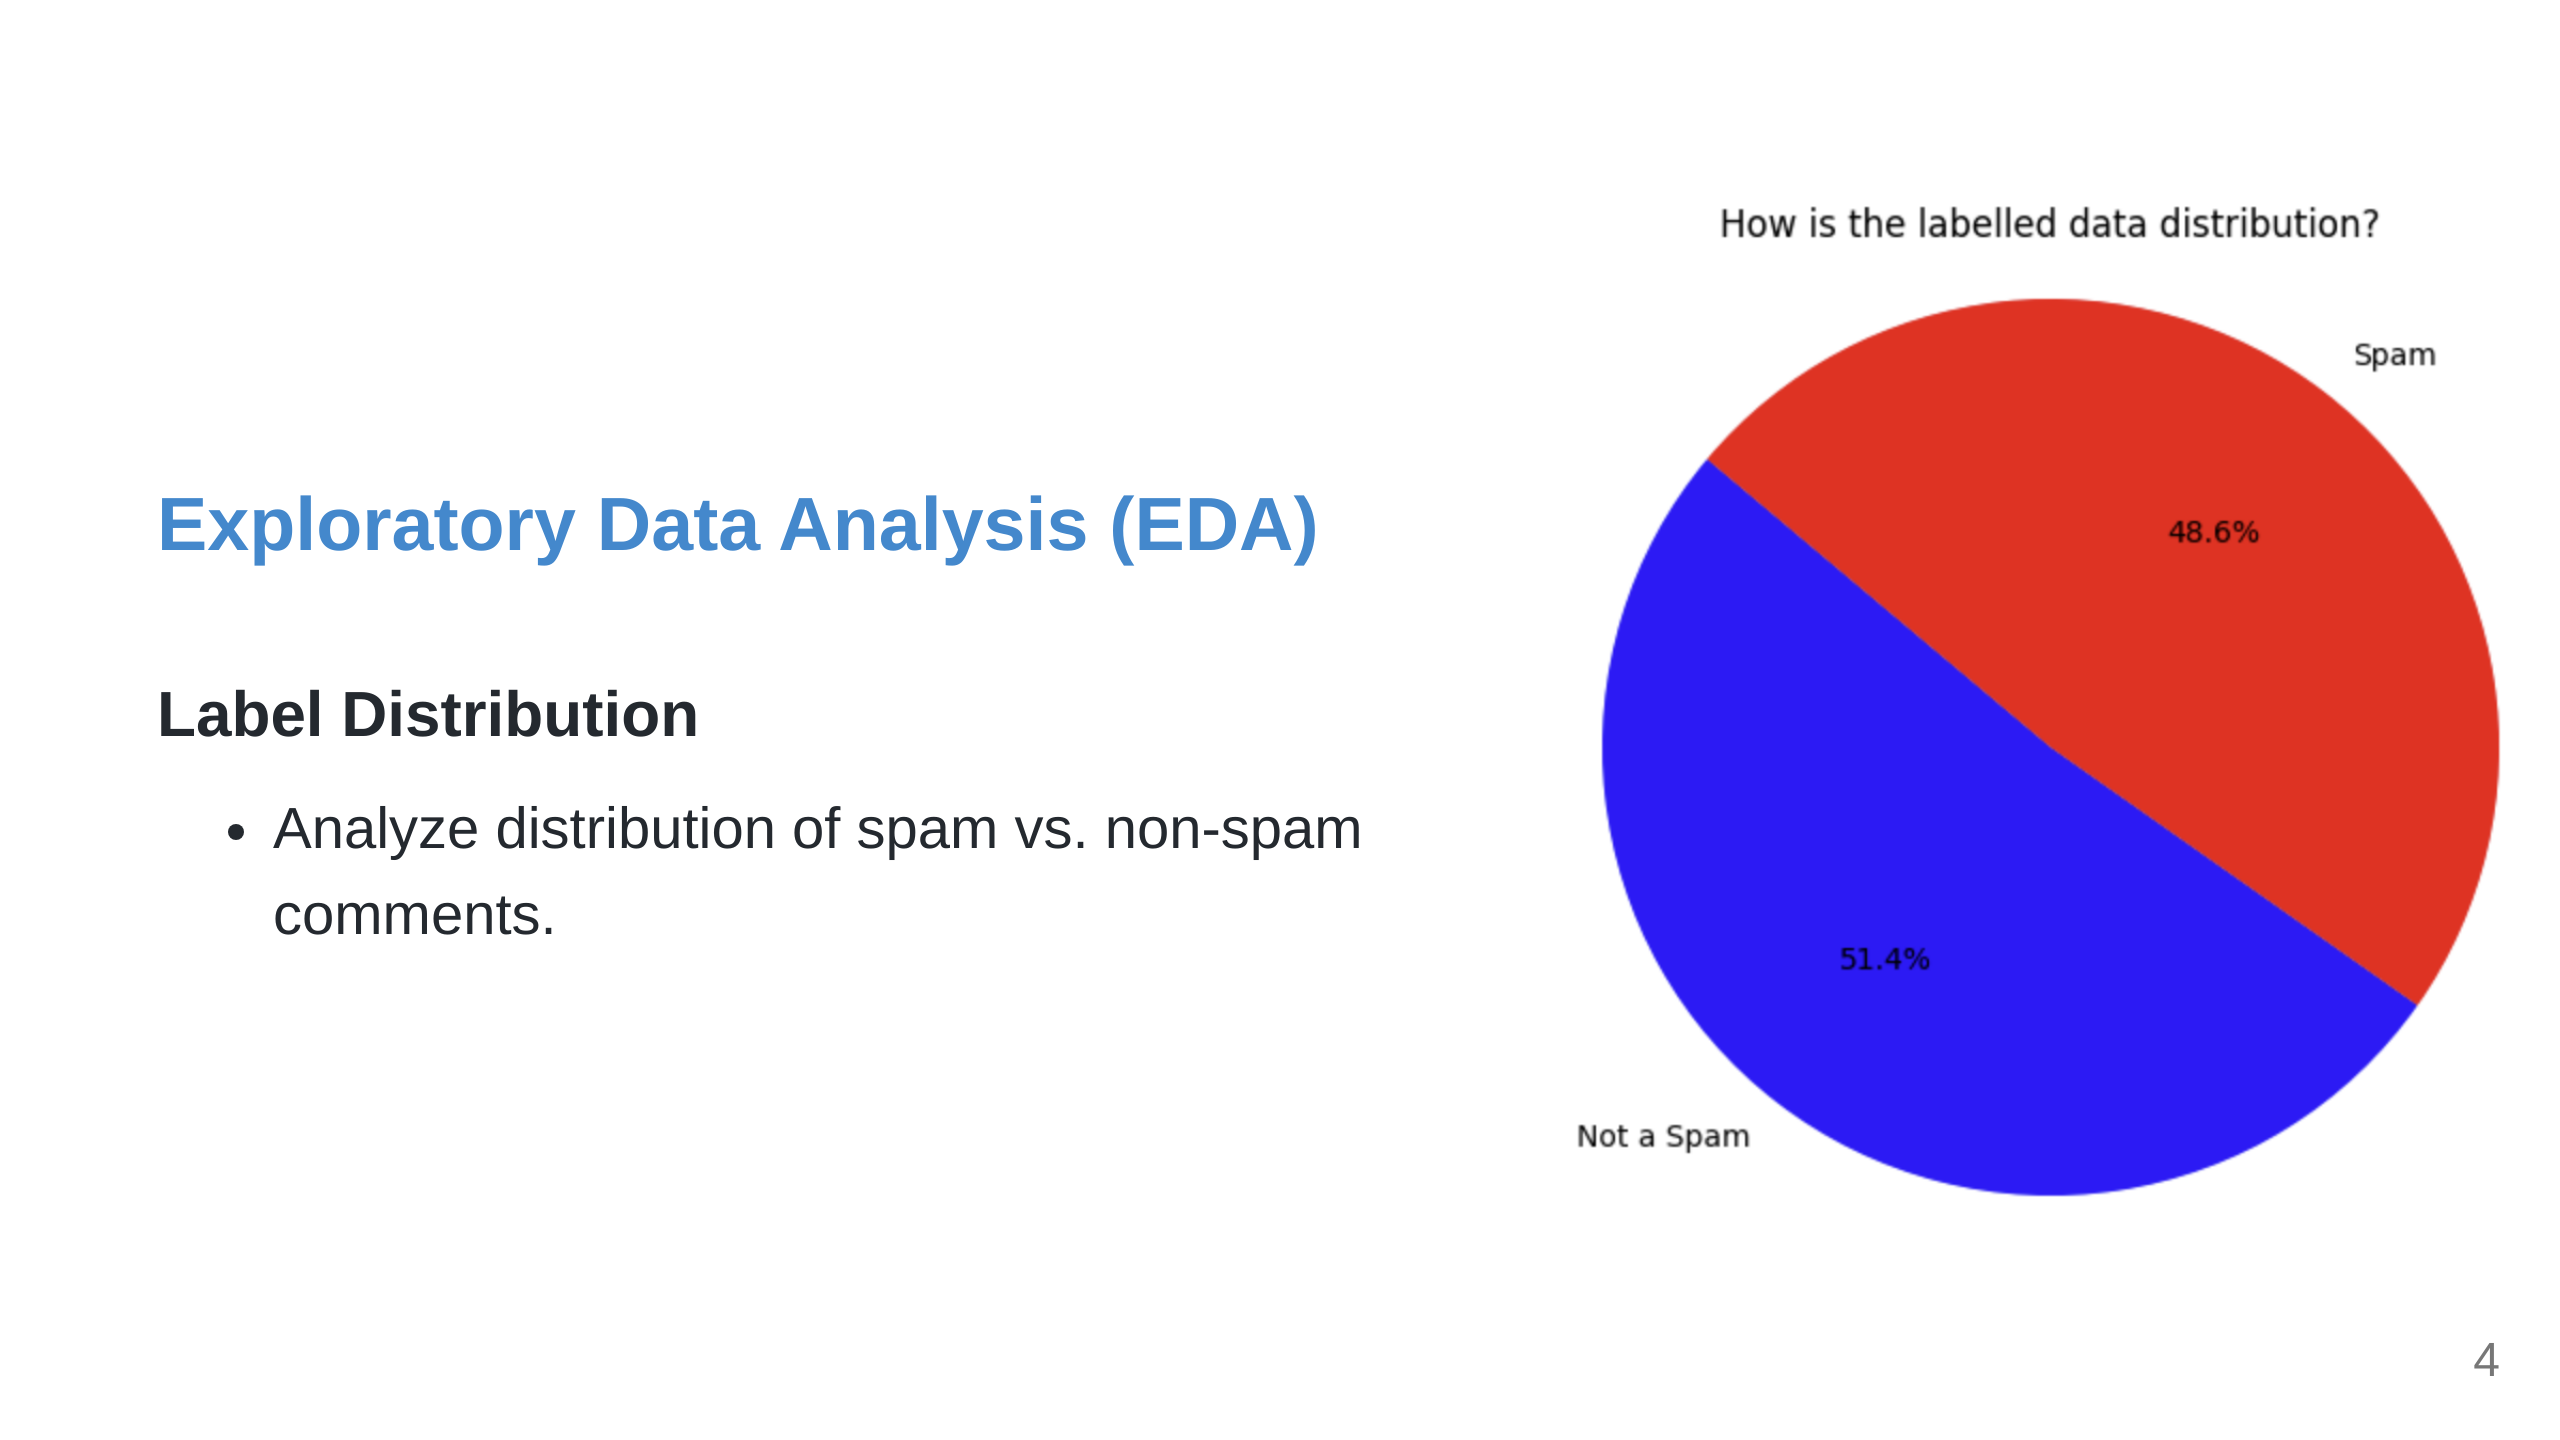 Exploratory Data Analysis (EDA)
Label Distribution
• Analyze distribution of spam vs. non-spam
comments.
How is the labelled data distribution?
Spam
48.6%
51.4%
Not a Spam
4